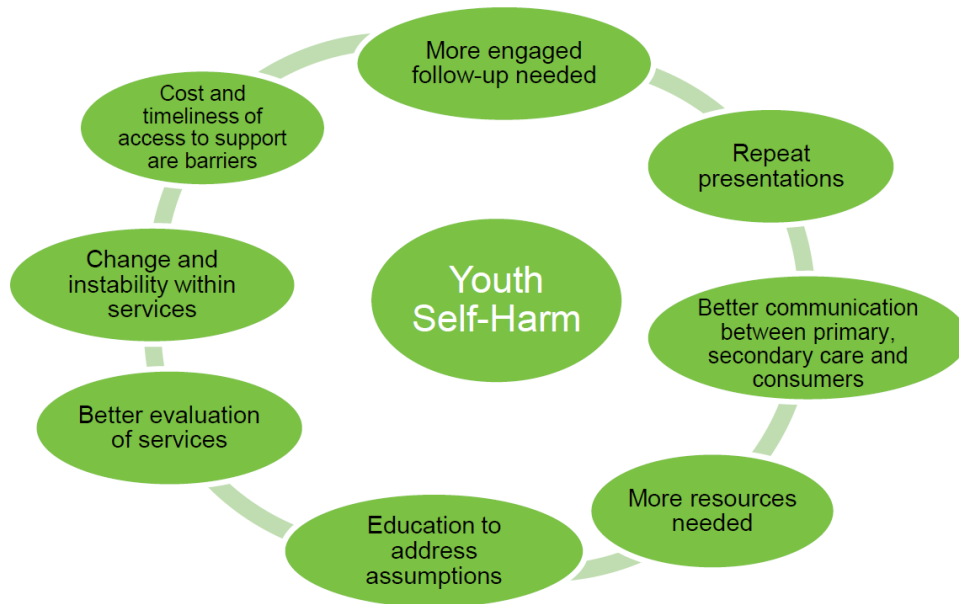 More engaged
follow-up needed
Repeat
presentations
Better communication
between primary,
secondary care and
consumers
More resources
needed
Education to
address
assumptions
Better evaluation
of services
Change and
instability within
services
Cost and
timeliness of
access to support
are barriers
Youth
Self-Harm